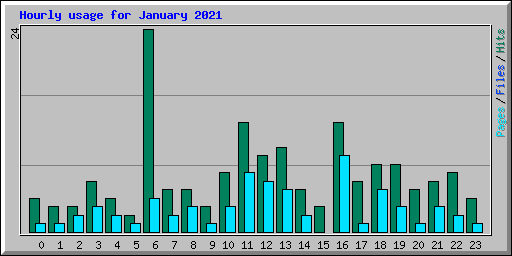 Hourly usage for January 2021
24
Pages/Files/Hits
0 1 2 3 4 5 6 7 8 9 10 11 12 13 14 15 16 17 18 19 20 21 22 23